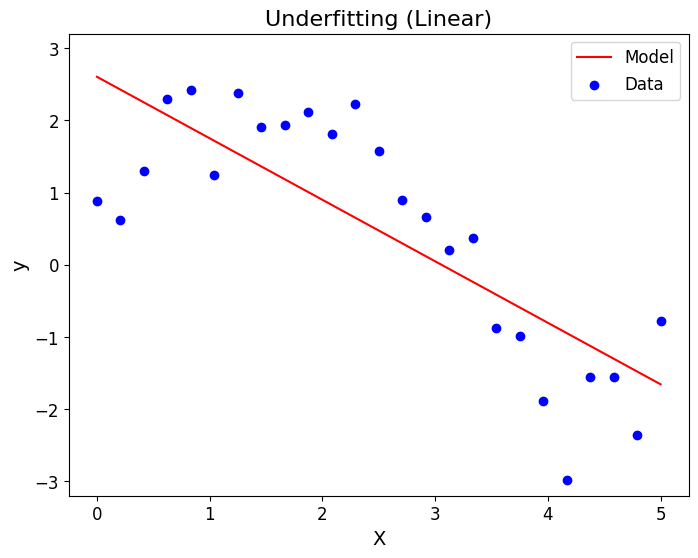 Underfitting (Linear)
Model
Data
3
2
1
0
−1
−2
−3
y
0 1 2 3 4 5
X